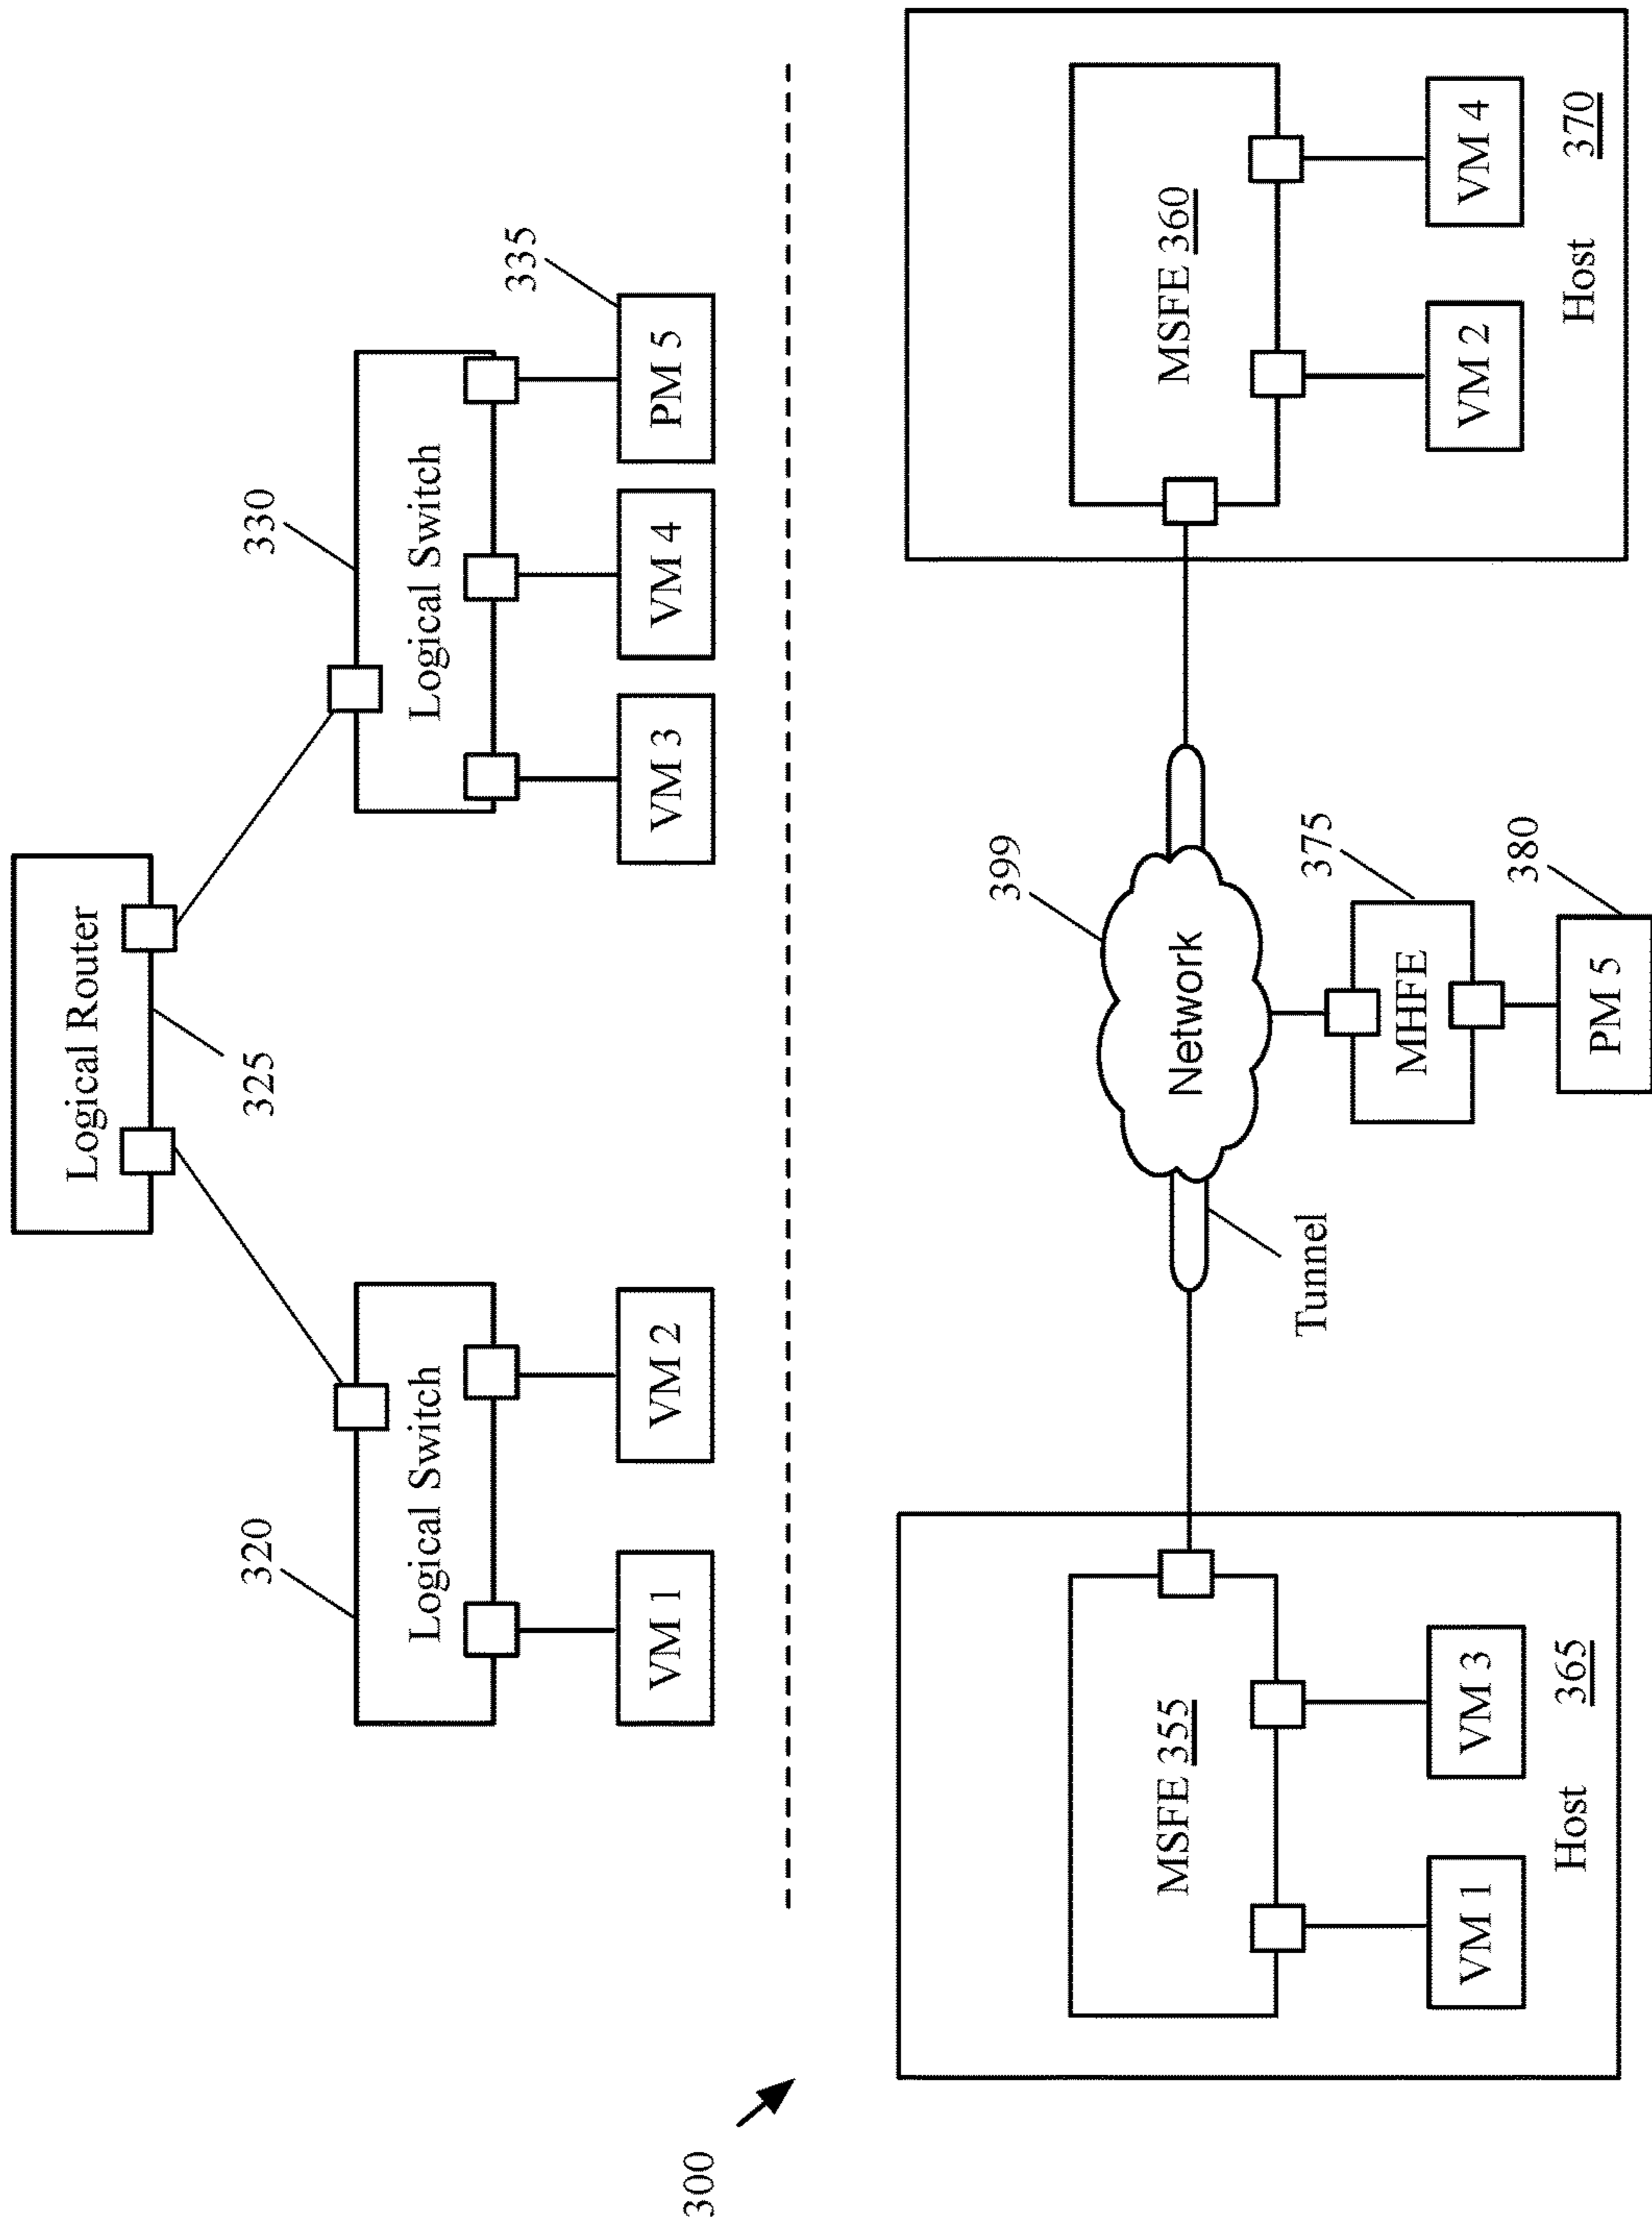 Logical Router
325
320
330
Logical Switch
Logical Switch
335
VM 1
VM 2
VM 3
VM 4
PM 5
300
399
MSFE 355
Network
MSFE 360
Tunnel
375
MHFE
VM 1
VM 3
VM 2
VM 4
380
Host
365
PM 5
Host
370